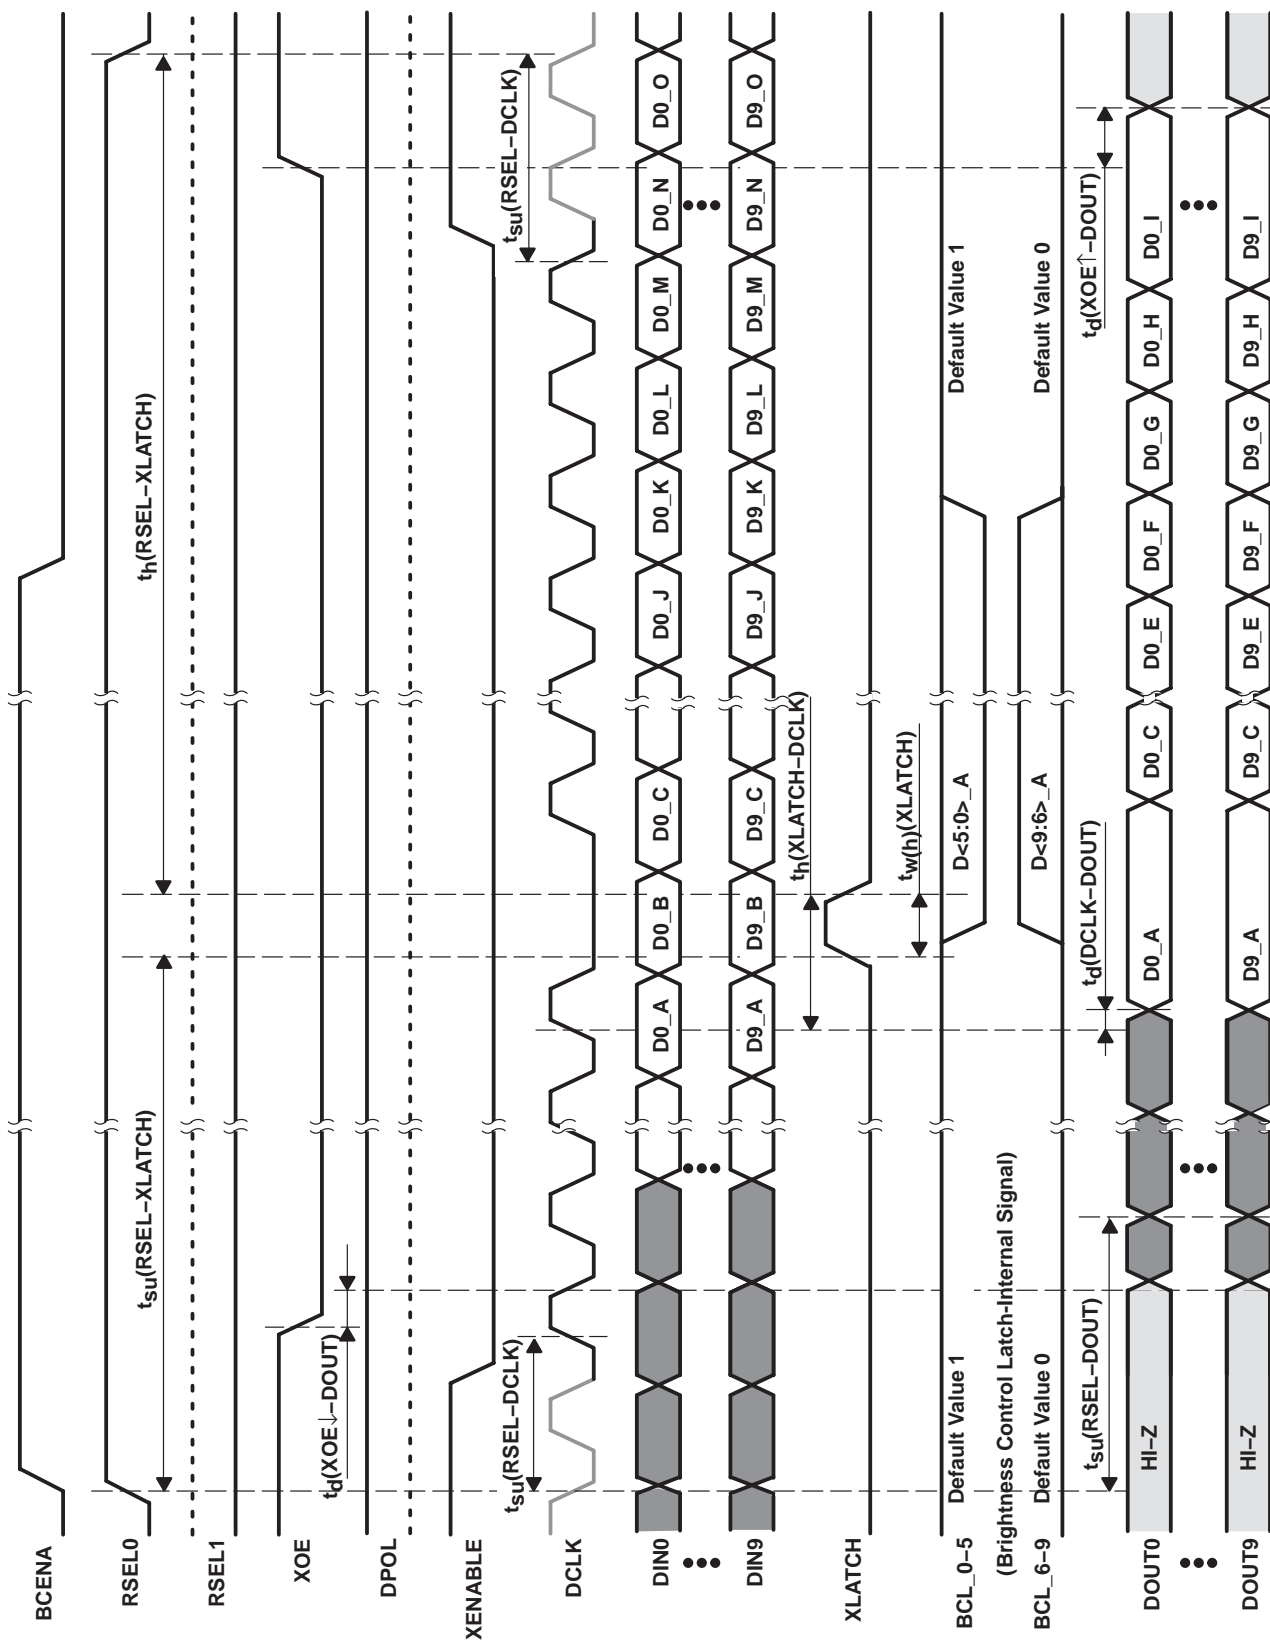 BCENA
RSEL0
tsu(RSEL–XLATCH)
th(RSEL–XLATCH)
RSEL1
XOE
td(XOE↓–DOUT)
DPOL
XENABLE
tsu(RSEL–DCLK)
tsu(RSEL–DCLK)
DCLK
DIN0
D0_A
D0_B
D0_C
D0_J
D0_K
D0_L
D0_M
D0_N
D0_O
DIN9
D9_A
D9_B
D9_C
D9_J
D9_K
D9_L
D9_M
D9_N
D9_O
th(XLATCH–DCLK)
XLATCH
tw(h)(XLATCH)
BCL_0–5
Default Value 1
D<5:0>_A
Default Value 1
(Brightness Control Latch-Internal Signal)
BCL_6–9
Default Value 0
D<9:6>_A
Default Value 0
tsu(RSEL–DOUT)
td(DCLK–DOUT)
td(XOE↑–DOUT)
DOUT0
HI–Z
D0_A
D0_C
D0_E
D0_F
D0_G
D0_H
D0_I
DOUT9
HI–Z
D9_A
D9_C
D9_E
D9_F
D9_G
D9_H
D9_I